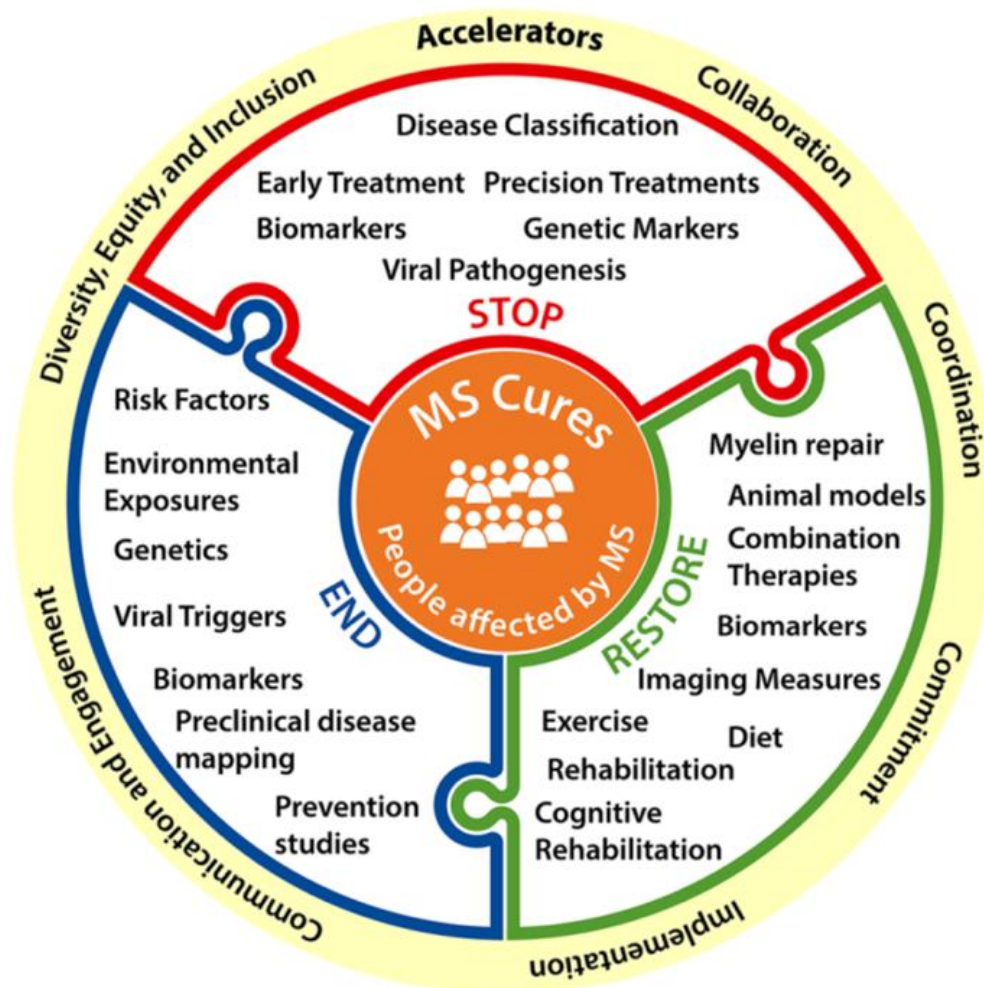 Accelerators
Collaboration
Coordination
Commitment
Implementation
Communication and Engagement
Diversity, Equity, and Inclusion
Disease Classification
Early Treatment Precision Treatments
Biomarkers Genetic Markers
Viral Pathogenesis
STOP
MS Cures
People affected by MS
RESTORE
Myelin repair
Animal models
Combination
Therapies
Biomarkers
Imaging Measures
Exercise
Diet
Rehabilitation
Cognitive
Rehabilitation
END
Risk Factors
Environmental
Exposures
Genetics
Viral Triggers
Biomarkers
Preclinical disease
mapping
Prevention
studies